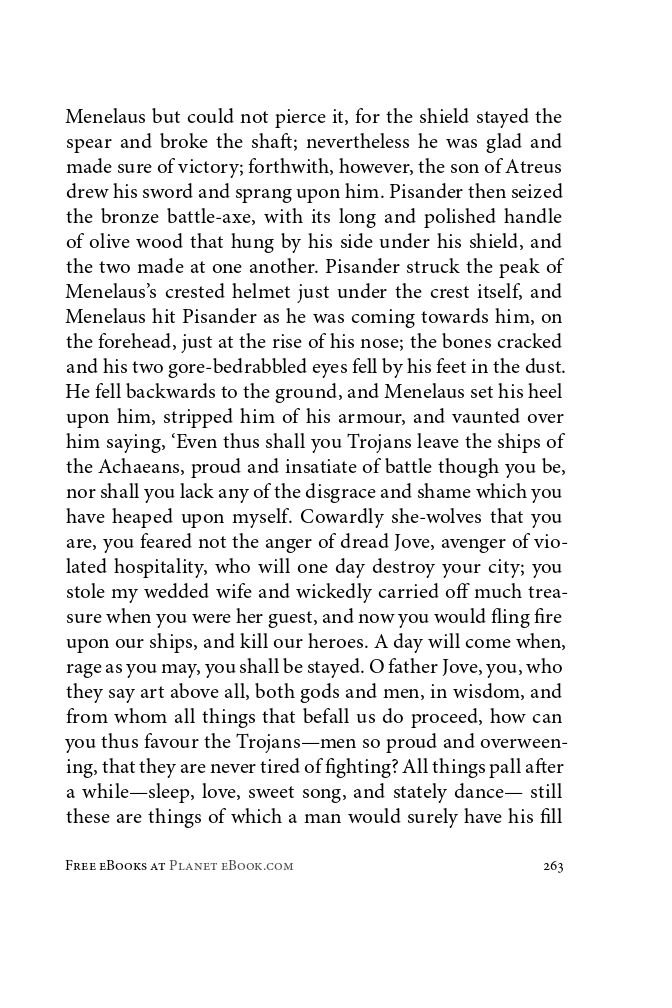 Menelaus but could not pierce it, for the shield stayed the
spear and broke the shaft; nevertheless he was glad and
made sure of victory; forthwith, however, the son of Atreus
drew his sword and sprang upon him. Pisander then seized
the bronze battle-axe, with its long and polished handle
of olive wood that hung by his side under his shield, and
the two made at one another. Pisander struck the peak of
Menelaus’s crested helmet just under the crest itself, and
Menelaus hit Pisander as he was coming towards him, on
the forehead, just at the rise of his nose; the bones cracked
and his two gore-bedrabbled eyes fell by his feet in the dust.
He fell backwards to the ground, and Menelaus set his heel
upon him, stripped him of his armour, and vaunted over
him saying, ‘Even thus shall you Trojans leave the ships of
the Achaeans, proud and insatiate of battle though you be,
nor shall you lack any of the disgrace and shame which you
have heaped upon myself. Cowardly she-wolves that you
are, you feared not the anger of dread Jove, avenger of vio-
lated hospitality, who will one day destroy your city; you
stole my wedded wife and wickedly carried off much trea-
sure when you were her guest, and now you would fling fire
upon our ships, and kill our heroes. A day will come when,
rage as you may, you shall be stayed. O father Jove, you, who
they say art above all, both gods and men, in wisdom, and
from whom all things that befall us do proceed, how can
you thus favour the Trojans—men so proud and overween-
ing, that they are never tired of fighting? All things pall after
a while—sleep, love, sweet song, and stately dance— still
these are things of which a man would surely have his fill
Free eBooks at Planet eBook.com 263